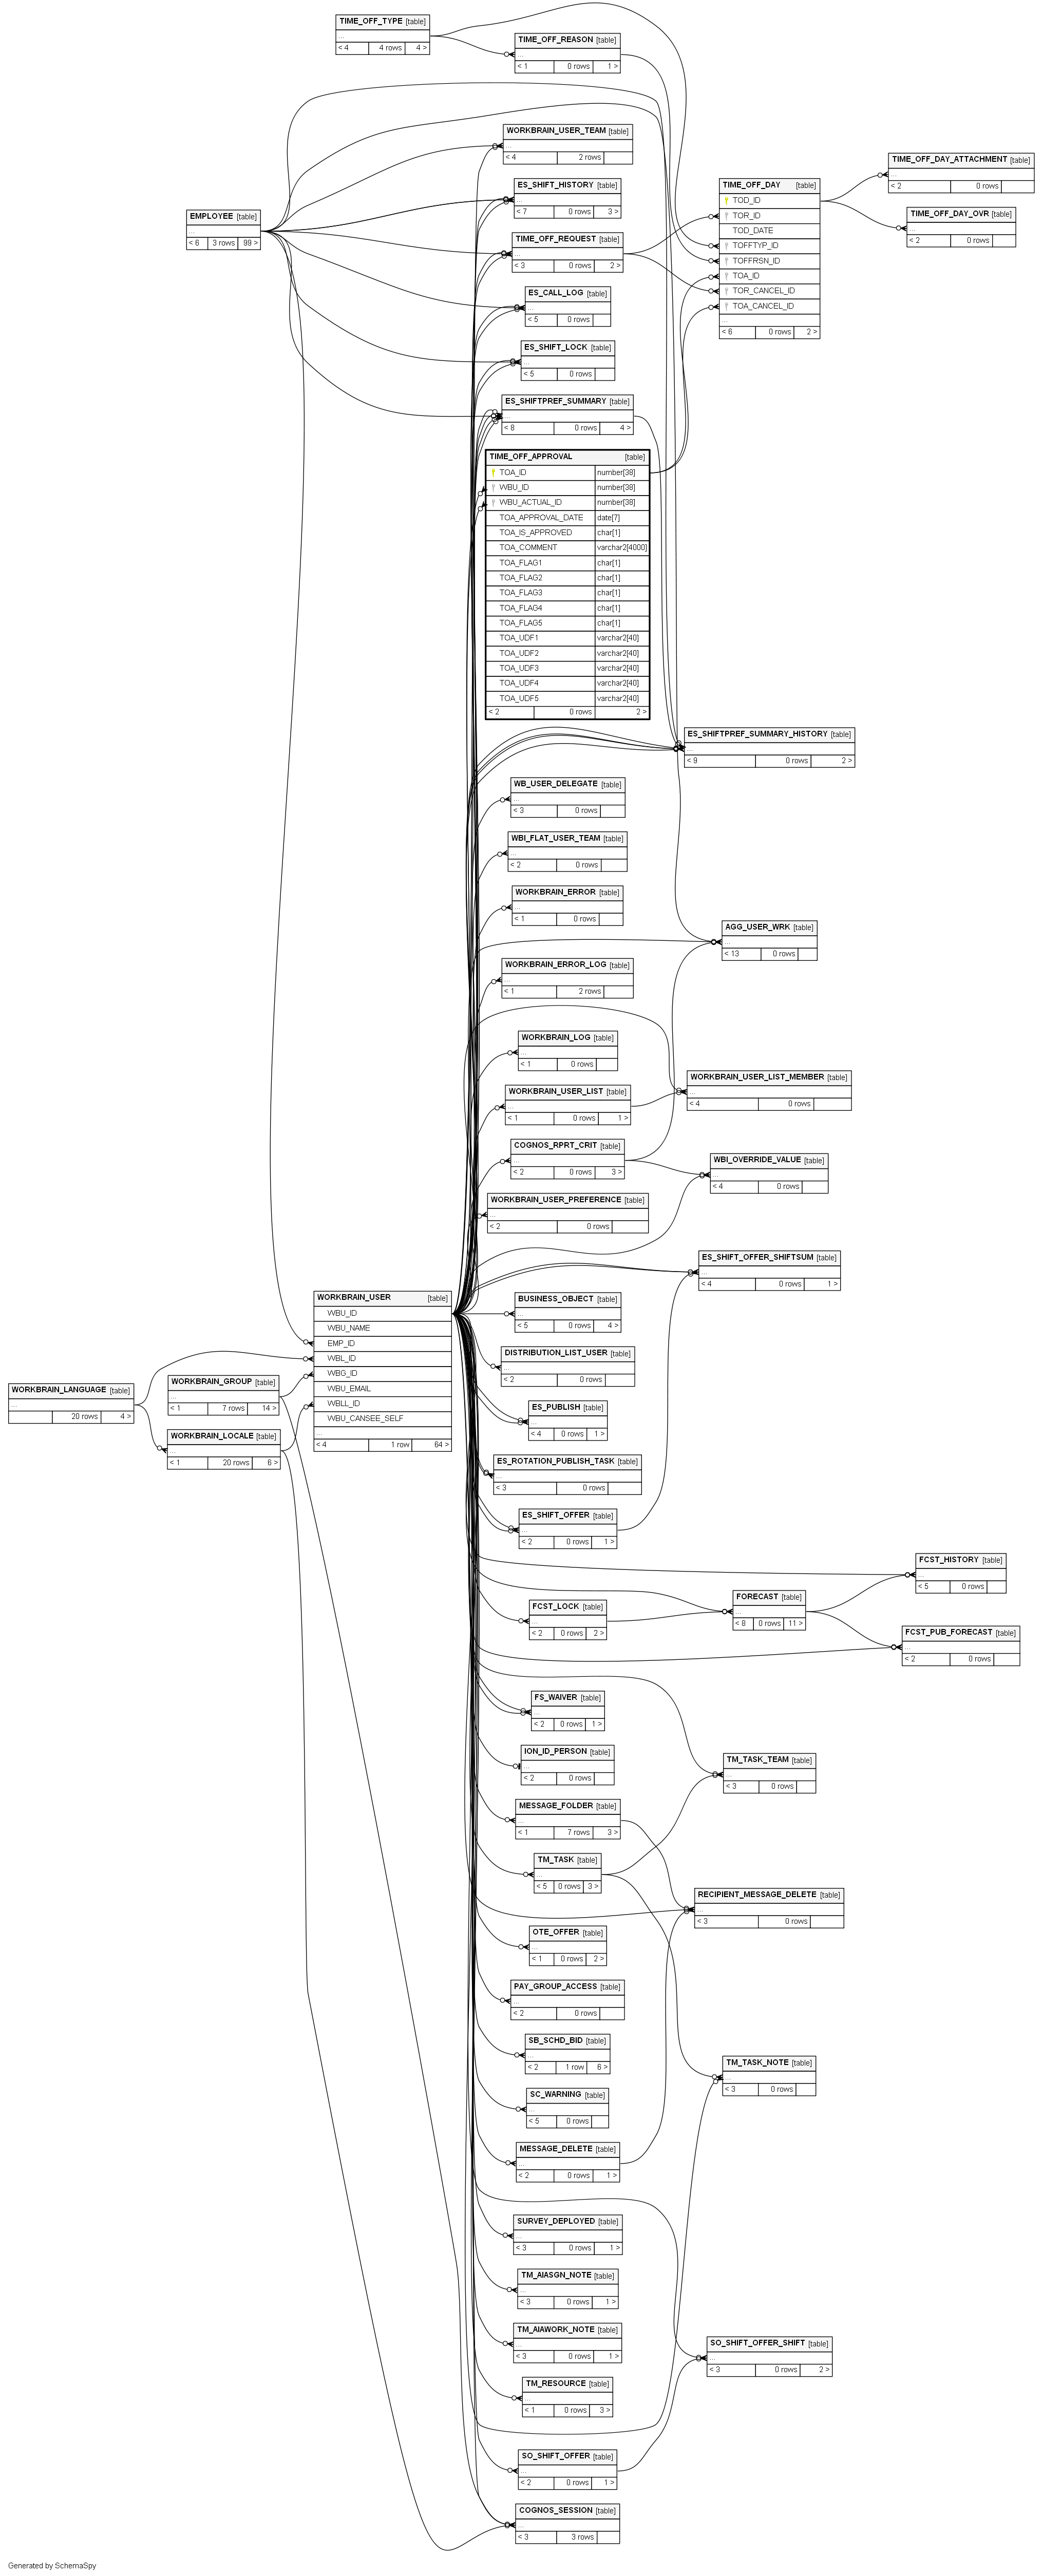 TIME_OFF_TYPE [table]
...
< 4 4 rows 4 >
TIME_OFF_REASON [table]
...
< 1 0 rows 1 >
WORKBRAIN_USER_TEAM [table]
...
< 4 2 rows
ES_SHIFT_HISTORY [table]
...
< 7 0 rows 3 >
EMPLOYEE [table]
...
< 6 3 rows 99 >
TIME_OFF_REQUEST [table]
...
< 3 0 rows 2 >
TIME_OFF_DAY [table]
TOD_ID
TOR_ID
TOD_DATE
TOFFTYP_ID
TOFFRSN_ID
TOA_ID
TOR_CANCEL_ID
TOA_CANCEL_ID
...
< 6 0 rows 2 >
TIME_OFF_DAY_ATTACHMENT [table]
...
< 2 0 rows
TIME_OFF_DAY_OVR [table]
...
< 2 0 rows
ES_CALL_LOG [table]
...
< 5 0 rows
ES_SHIFT_LOCK [table]
...
< 5 0 rows
ES_SHIFTPREF_SUMMARY [table]
...
< 8 0 rows 4 >
TIME_OFF_APPROVAL [table]
TOA_ID number[38]
WBU_ID number[38]
WBU_ACTUAL_ID number[38]
TOA_APPROVAL_DATE date[7]
TOA_IS_APPROVED char[1]
TOA_COMMENT varchar2[4000]
TOA_FLAG1 char[1]
TOA_FLAG2 char[1]
TOA_FLAG3 char[1]
TOA_FLAG4 char[1]
TOA_FLAG5 char[1]
TOA_UDF1 varchar2[40]
TOA_UDF2 varchar2[40]
TOA_UDF3 varchar2[40]
TOA_UDF4 varchar2[40]
TOA_UDF5 varchar2[40]
< 2 0 rows 2 >
ES_SHIFTPREF_SUMMARY_HISTORY [table]
...
< 9 0 rows 2 >
WB_USER_DELEGATE [table]
...
< 3 0 rows
WBI_FLAT_USER_TEAM [table]
...
< 2 0 rows
WORKBRAIN_ERROR [table]
...
< 1 0 rows
AGG_USER_WRK [table]
...
< 13 0 rows
WORKBRAIN_ERROR_LOG [table]
...
< 1 2 rows
WORKBRAIN_LOG [table]
...
< 1 0 rows
WORKBRAIN_USER_LIST [table]
...
< 1 0 rows 1 >
WORKBRAIN_USER_LIST_MEMBER [table]
...
< 4 0 rows
COGNOS_RPRT_CRIT [table]
...
< 2 0 rows 3 >
WBI_OVERRIDE_VALUE [table]
...
< 4 0 rows
WORKBRAIN_USER_PREFERENCE [table]
...
< 2 0 rows
ES_SHIFT_OFFER_SHIFTSUM [table]
...
< 4 0 rows 1 >
WORKBRAIN_USER [table]
WBU_ID
WBU_NAME
EMP_ID
WBL_ID
WBG_ID
WBU_EMAIL
WBLL_ID
WBU_CANSEE_SELF
...
< 4 1 row 64 >
BUSINESS_OBJECT [table]
...
< 5 0 rows 4 >
DISTRIBUTION_LIST_USER [table]
...
< 2 0 rows
WORKBRAIN_LANGUAGE [table]
...
20 rows 4 >
WORKBRAIN_GROUP [table]
...
< 1 7 rows 14 >
WORKBRAIN_LOCALE [table]
...
< 1 20 rows 6 >
ES_PUBLISH [table]
...
< 4 0 rows 1 >
ES_ROTATION_PUBLISH_TASK [table]
...
< 3 0 rows
ES_SHIFT_OFFER [table]
...
< 2 0 rows 1 >
FCST_HISTORY [table]
...
< 5 0 rows
FORECAST [table]
...
< 8 0 rows 11 >
FCST_LOCK [table]
...
< 2 0 rows 2 >
FCST_PUB_FORECAST [table]
...
< 2 0 rows
FS_WAIVER [table]
...
< 2 0 rows 1 >
ION_ID_PERSON [table]
...
< 2 0 rows
TM_TASK_TEAM [table]
...
< 3 0 rows
MESSAGE_FOLDER [table]
...
< 1 7 rows 3 >
TM_TASK [table]
...
< 5 0 rows 3 >
RECIPIENT_MESSAGE_DELETE [table]
...
< 3 0 rows
OTE_OFFER [table]
...
< 1 0 rows 2 >
PAY_GROUP_ACCESS [table]
...
< 2 0 rows
SB_SCHD_BID [table]
...
< 2 1 row 6 >
TM_TASK_NOTE [table]
...
< 3 0 rows
SC_WARNING [table]
...
< 5 0 rows
MESSAGE_DELETE [table]
...
< 2 0 rows 1 >
SURVEY_DEPLOYED [table]
...
< 3 0 rows 1 >
TM_AIASGN_NOTE [table]
...
< 3 0 rows 1 >
TM_AIAWORK_NOTE [table]
...
< 3 0 rows 1 >
SO_SHIFT_OFFER_SHIFT [table]
...
< 3 0 rows 2 >
TM_RESOURCE [table]
...
< 1 0 rows 3 >
SO_SHIFT_OFFER [table]
...
< 2 0 rows 1 >
COGNOS_SESSION [table]
...
< 3 3 rows
Generated by SchemaSpy